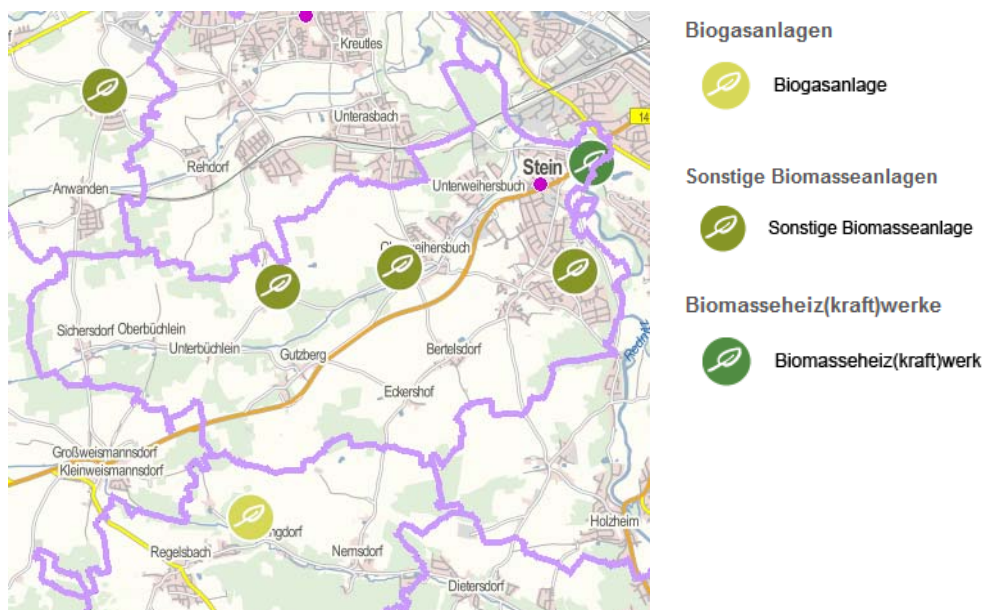 Kreutles
Unterasbach
14
Rehdorf
Stein
Anwanden
Unterweihersbuch
Sichersdorf Oberbüchlein
Unterbüchlein
Gutzberg
Bertelsdorf
Eckershof
Großweismannsdorf
Kleinweismannsdorf
Holzheim
Regelsbach
Nemsdorf
Dietersdorf
Biogasanlagen
Biogasanlage
Sonstige Biomasseanlagen
Sonstige Biomasseanlage
Biomasseheiz(kraft)werke
Biomasseheiz(kraft)werk